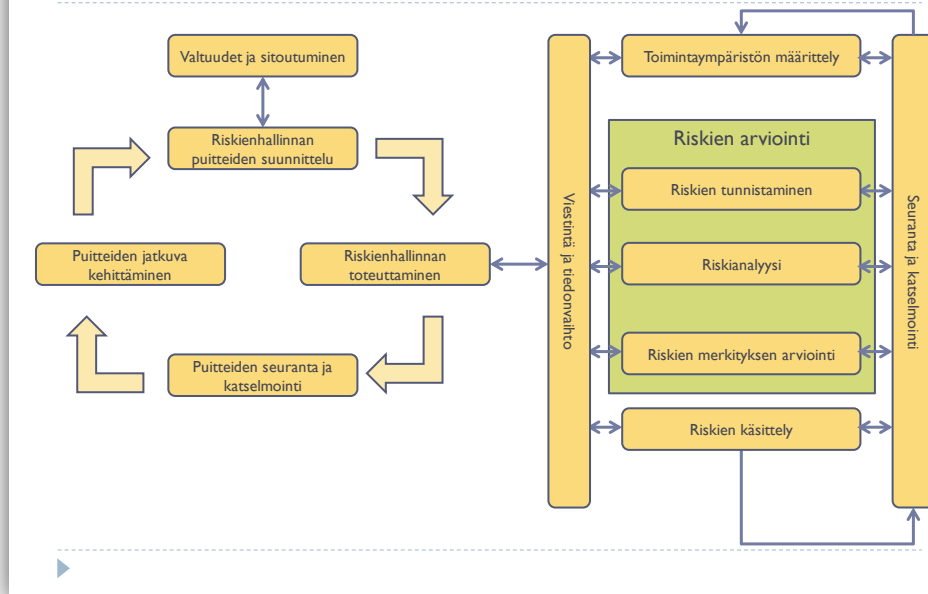 Valtuudet ja sitoutuminen
Riskienhallinnan
puitteiden suunnittelu
Puitteiden jatkuva
kehittäminen
Riskienhallinnan
toteuttaminen
Puitteiden seuranta ja
katselmointi
Viestintä ja tiedonvaihto
Toimintaympäristön määrittely
Riskien arviointi
Riskien tunnistaminen
Riskianalyysi
Riskien merkityksen arviointi
Riskien käsittely
Seuranta ja katselmointi